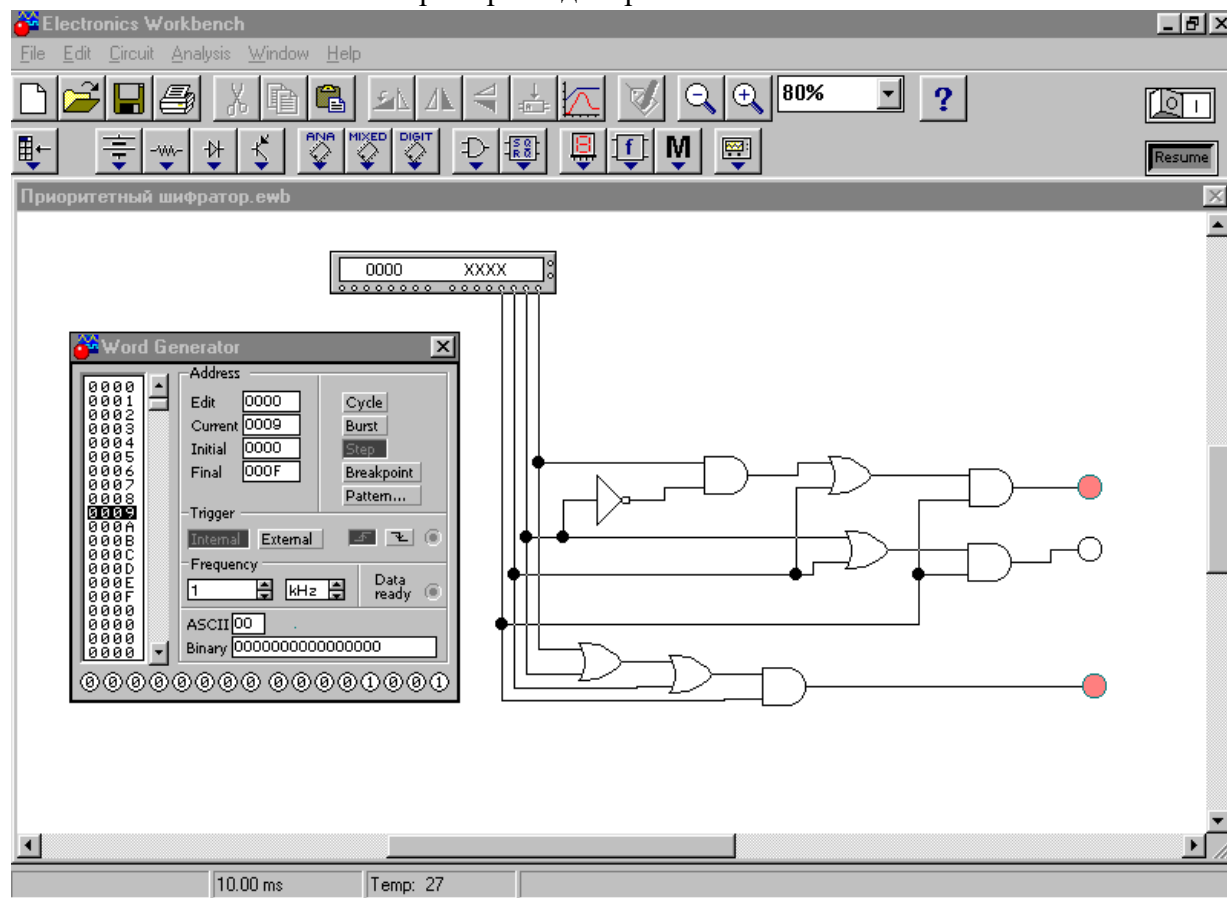 Electronics Workbench
File Edit Circuit Analysis Window Help
80%
?
ANA MIXED DIGIT
S Q
R Q
f
M
Resume
Приоритетный шифратор.ewb
0000 XXXX
Word Generator
0000
0001
0002
0003
0004
0005
0006
0007
0008
0009
000A
000B
000C
000D
000E
000F
0000
0000
0000
0000
Address
Edit 0000
Current 0009
Initial 0000
Final 000F
Cycle
Burst
Step
Breakpoint
Pattern...
Trigger
Internal External
Frequency
1 kHz
Data
ready
ASCII 00 .
Binary 0000000000000000
0000000000001001
10.00 ms Temp: 27